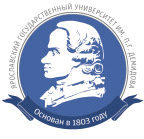 ЯРОСЛАВСКИЙ ГОСУДАРСТВЕННЫЙ УНИВЕРСИТЕТ ИМ. П.Г. ДЕМИДОВА
Основан в 1803 году